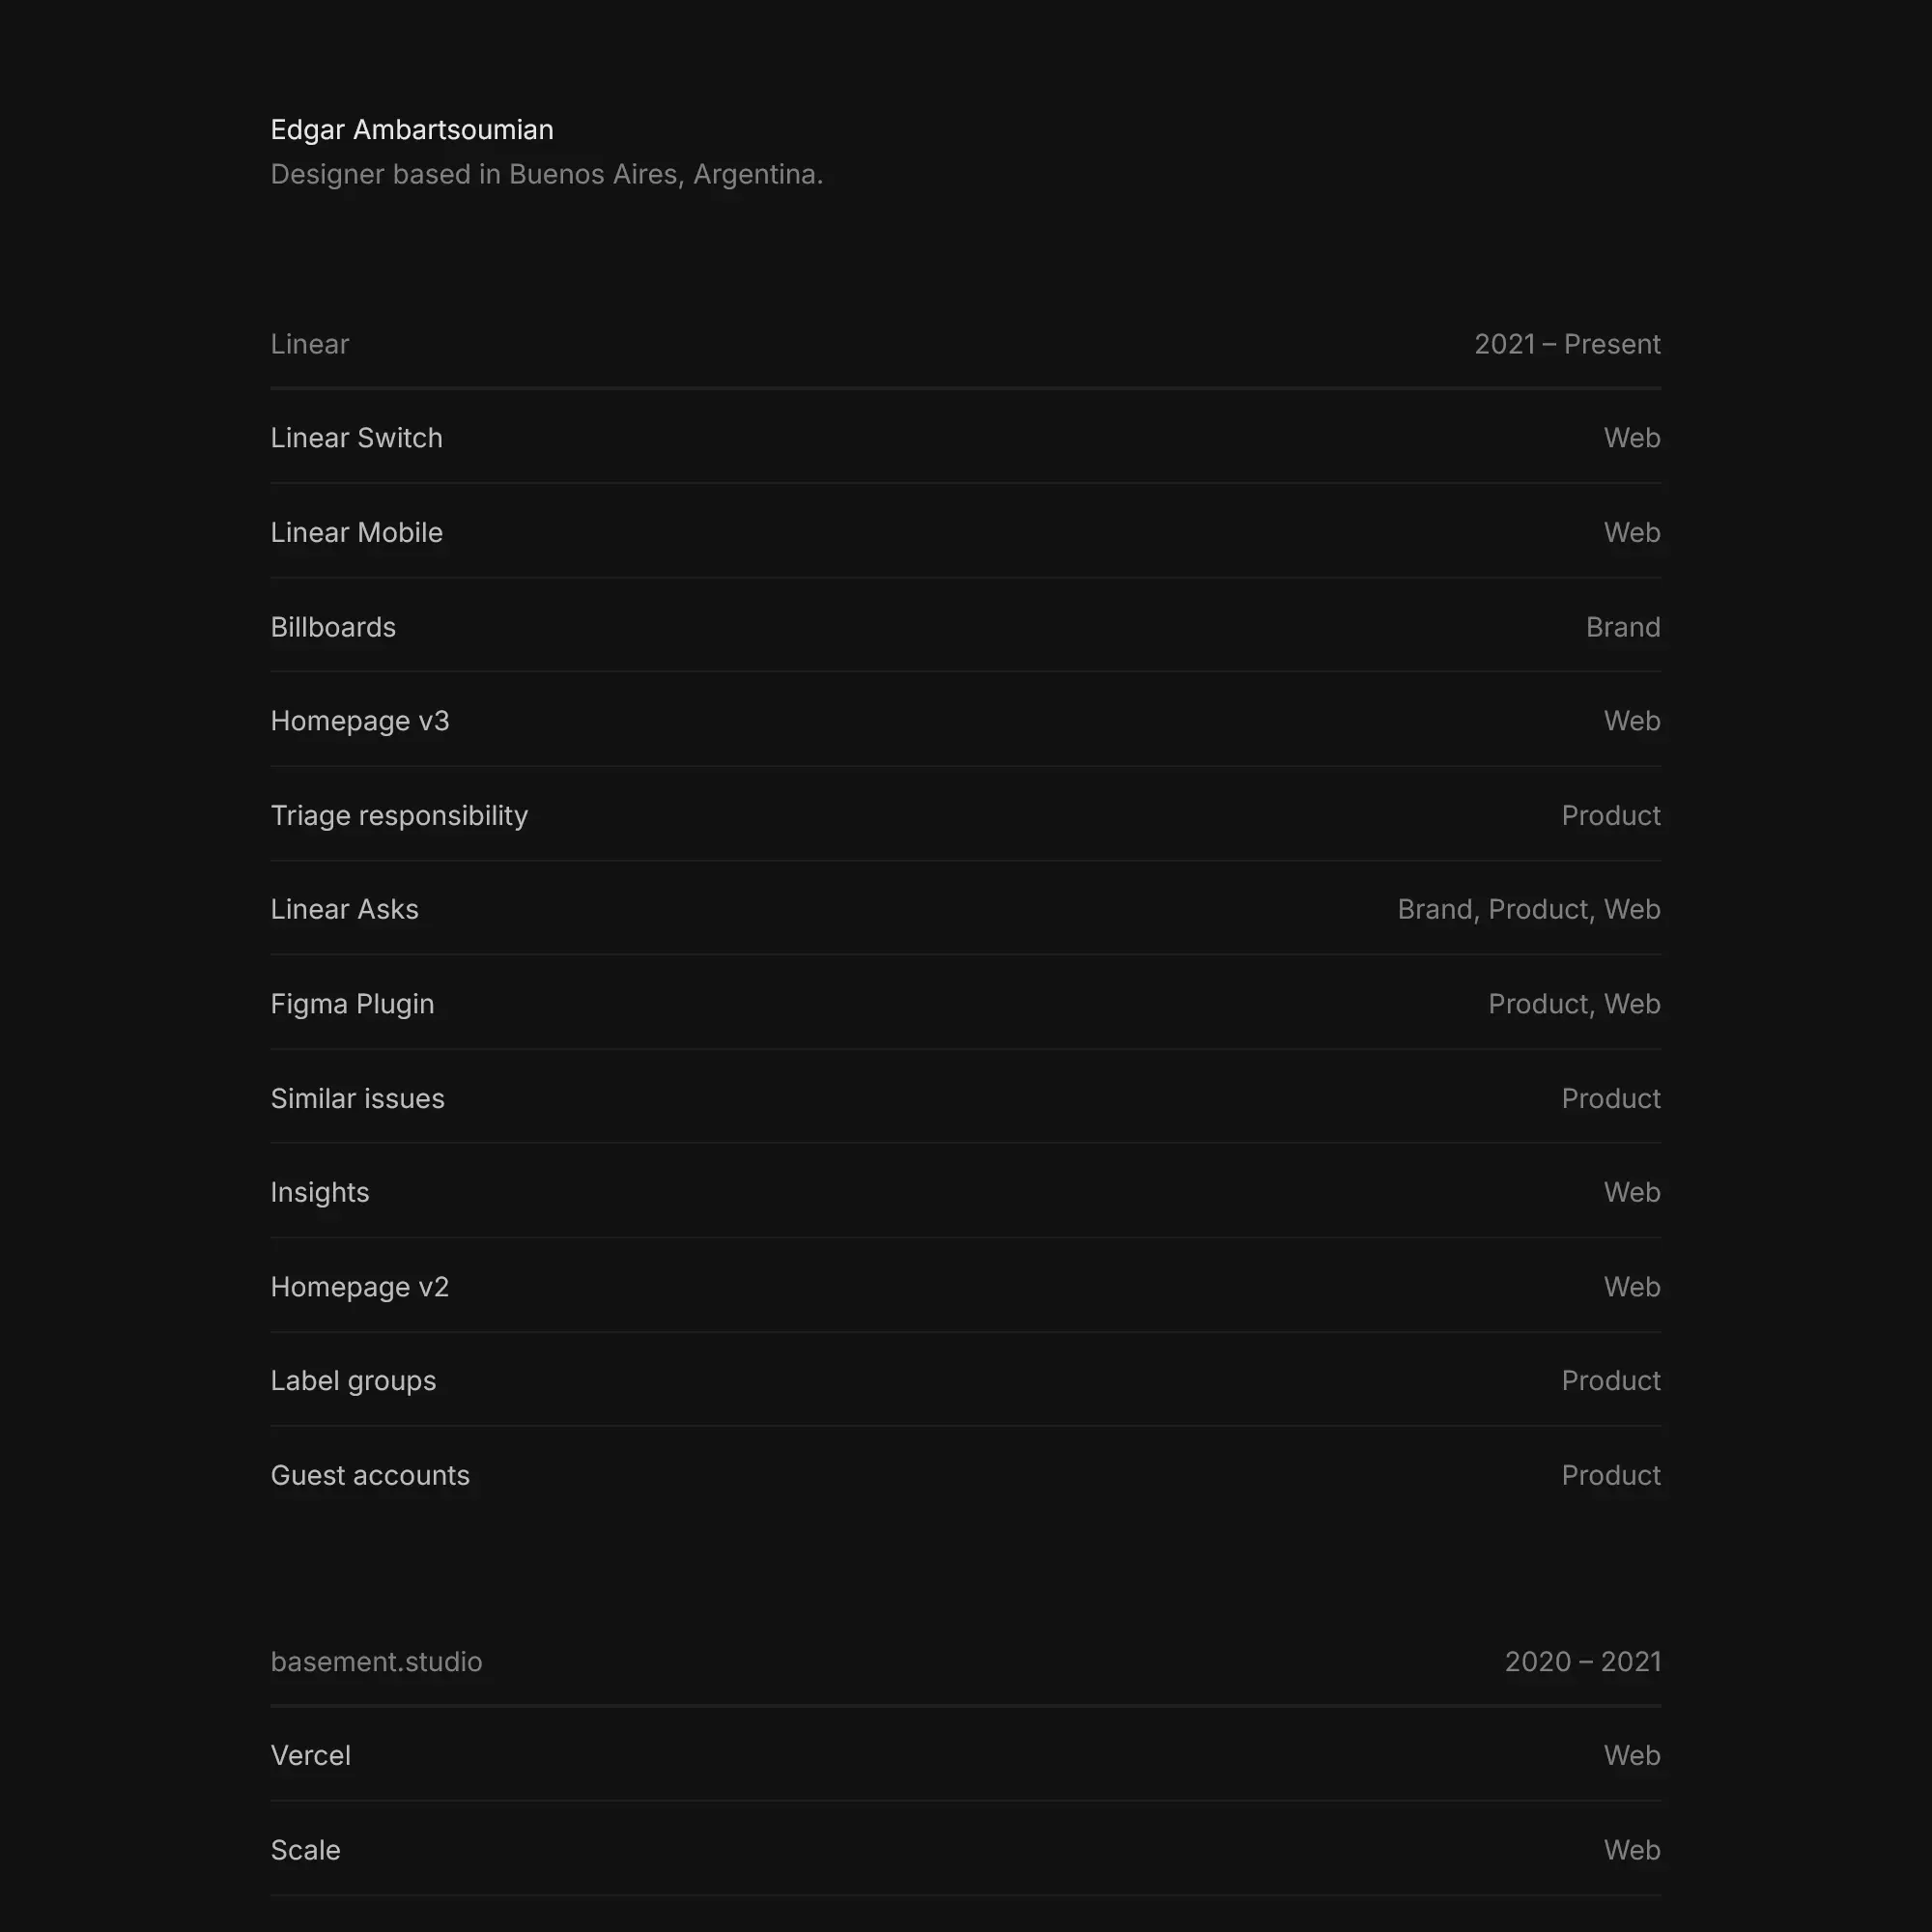 Edgar Ambartsoumian
Designer based in Buenos Aires, Argentina.
Linear 2021 – Present
Linear Switch Web
Linear Mobile Web
Billboards Brand
Homepage v3 Web
Triage responsibility Product
Linear Asks Brand, Product, Web
Figma Plugin Product, Web
Similar issues Product
Insights Web
Homepage v2 Web
Label groups Product
Guest accounts Product
basement.studio 2020 – 2021
Vercel Web
Scale Web